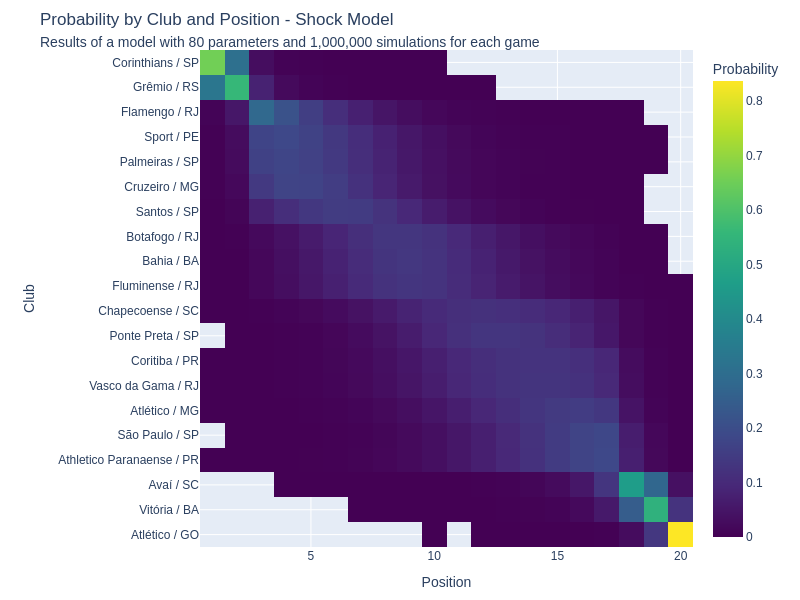 Probability by Club and Position - Shock Model
Results of a model with 80 parameters and 1,000,000 simulations for each game
Probability
Club
Corinthians / SP
Grêmio / RS
Flamengo / RJ
Sport / PE
Palmeiras / SP
Cruzeiro / MG
Santos / SP
Botafogo / RJ
Bahia / BA
Fluminense / RJ
Chapecoense / SC
Ponte Preta / SP
Coritiba / PR
Vasco da Gama / RJ
Atlético / MG
São Paulo / SP
Athletico Paranaense / PR
Avaí / SC
Vitória / BA
Atlético / GO
0.8
0.7
0.6
0.5
0.4
0.3
0.2
0.1
0
5 10 15 20
Position